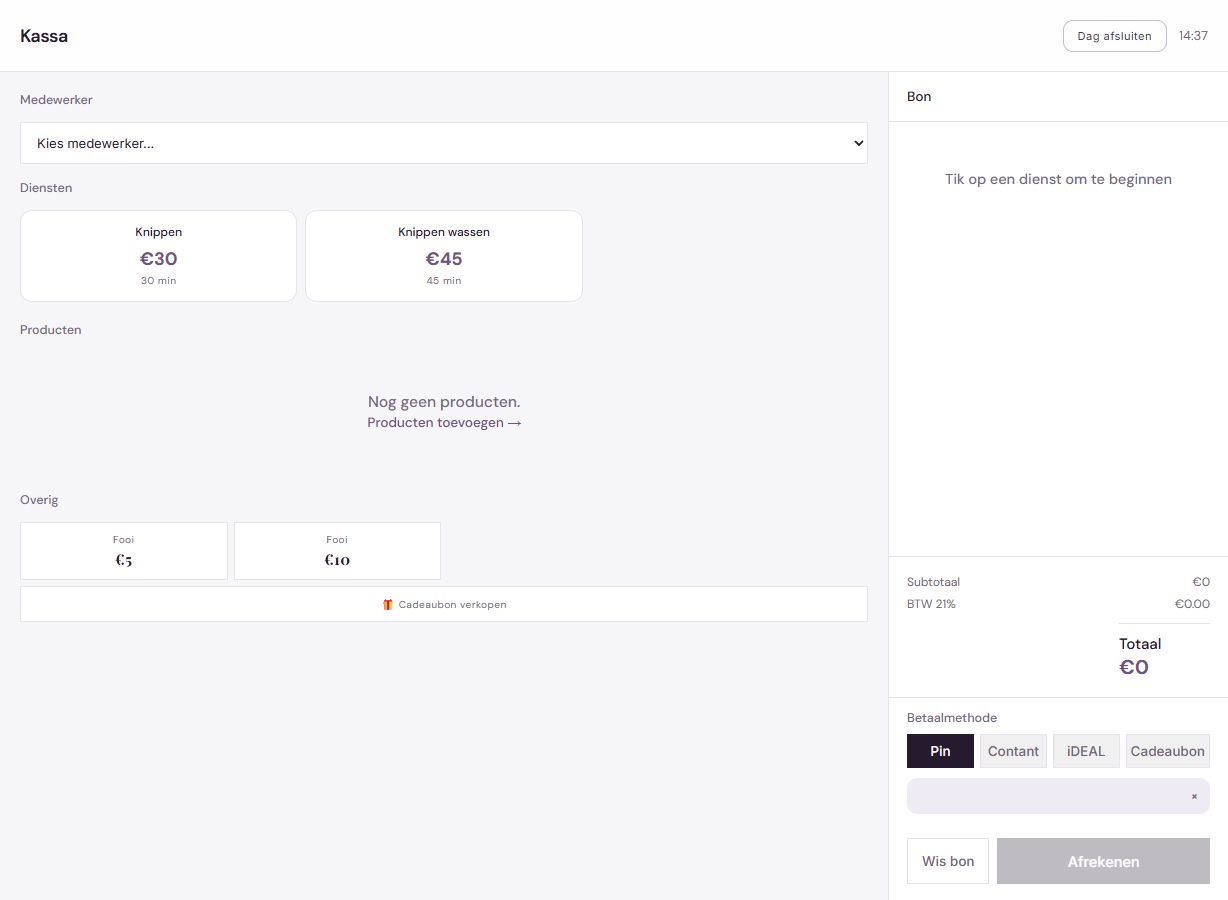 Kassa
Dag afsluiten
14:37
Medewerker
Kies medewerker...
Diensten
Knippen
€30
30 min
Knippen wassen
€45
45 min
Producten
Nog geen producten.
Producten toevoegen →
Overig
Fooi
€5
Fooi
€10
🎁 Cadeaubon verkopen
Bon
Tik op een dienst om te beginnen
Subtotaal €0
BTW 21% €0.00
Totaal
€0
Betaalmethode
Pin
Contant
iDEAL
Cadeaubon
×
Wis bon
Afrekenen